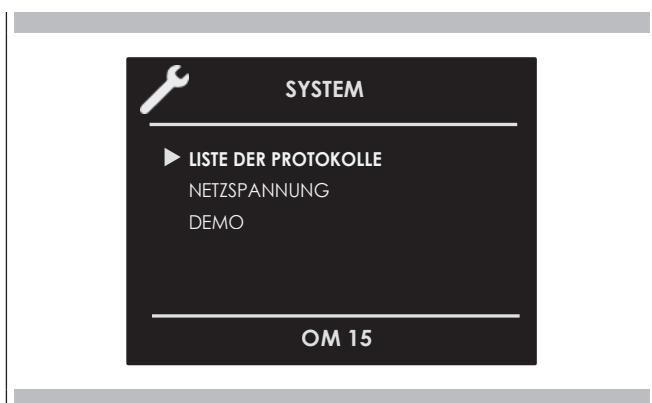 SYSTEM
LISTE DER PROTOKOLLE
NETZSPANNUNG
DEMO
OM 15